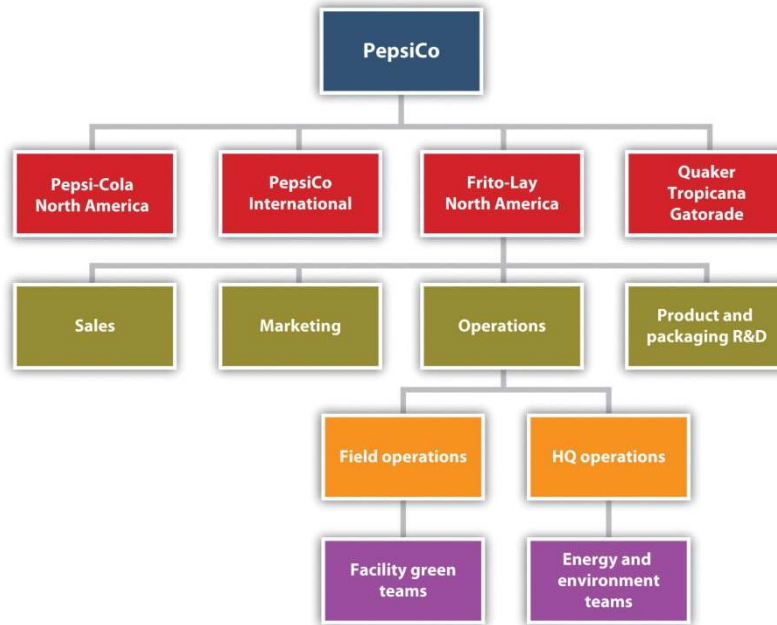 PepsiCo
Pepsi-Cola
North America
PepsiCo
International
Frito-Lay
North America
Quaker
Tropicana
Gatorade
Sales
Marketing
Operations
Product and
packaging R&D
Field operations
HQ operations
Facility green
teams
Energy and
environment
teams